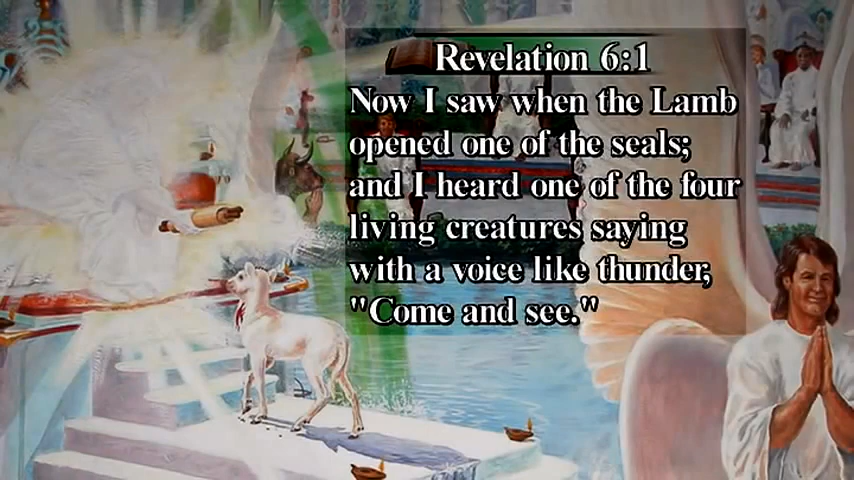 Revelation 6:1
Now I saw when the Lamb
opened one of the seals;
and I heard one of the four
living creatures saying
with a voice like thunder,
"Come and see."